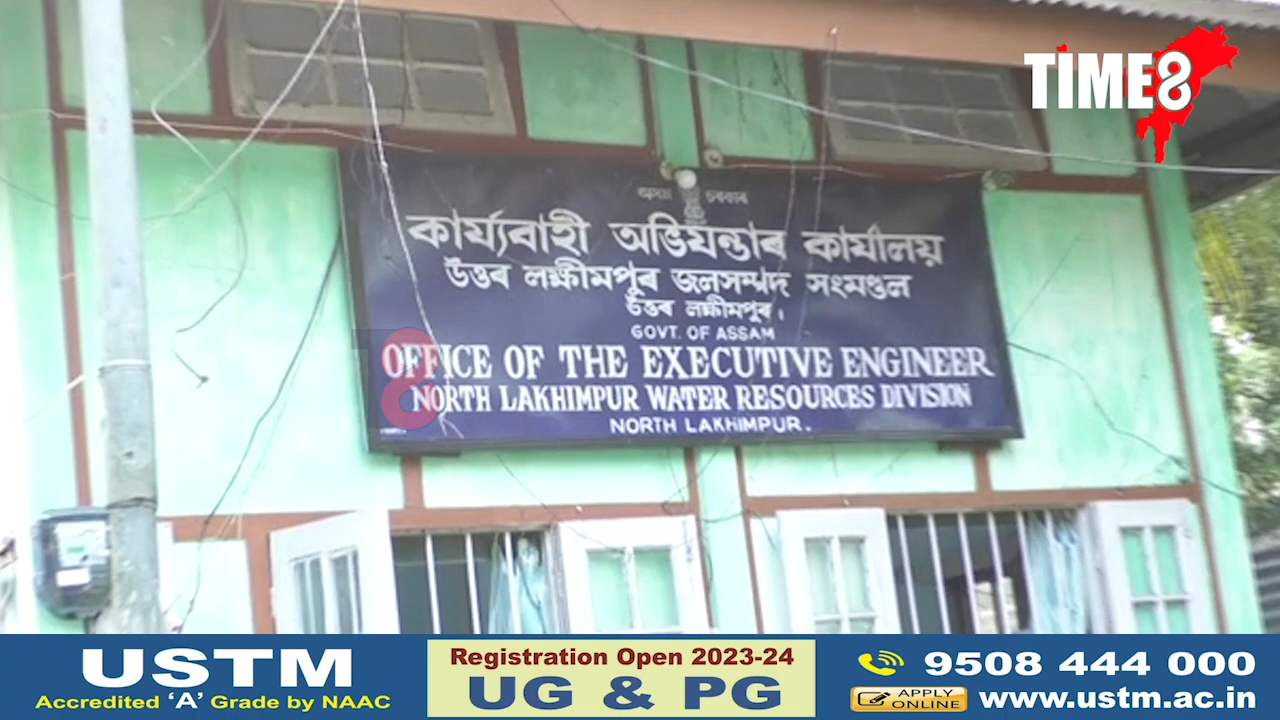 TIME8
অসম চৰকাৰ
কাৰ্য্যবাহী অভিযন্তাৰ কাৰ্যালয়
উত্তৰ লক্ষীমপুৰ জলসম্পদ সংমণ্ডল
উত্তৰ লক্ষীমপুৰ।
GOVT. OF ASSAM
OFFICE OF THE EXECUTIVE ENGINEER
NORTH LAKHIMPUR WATER RESOURCES DIVISION
NORTH LAKHIMPUR.
USTM
Accredited ‘A’ Grade by NAAC
Registration Open 2023-24
UG & PG
9508 444 000
APPLY ONLINE
www.ustm.ac.in